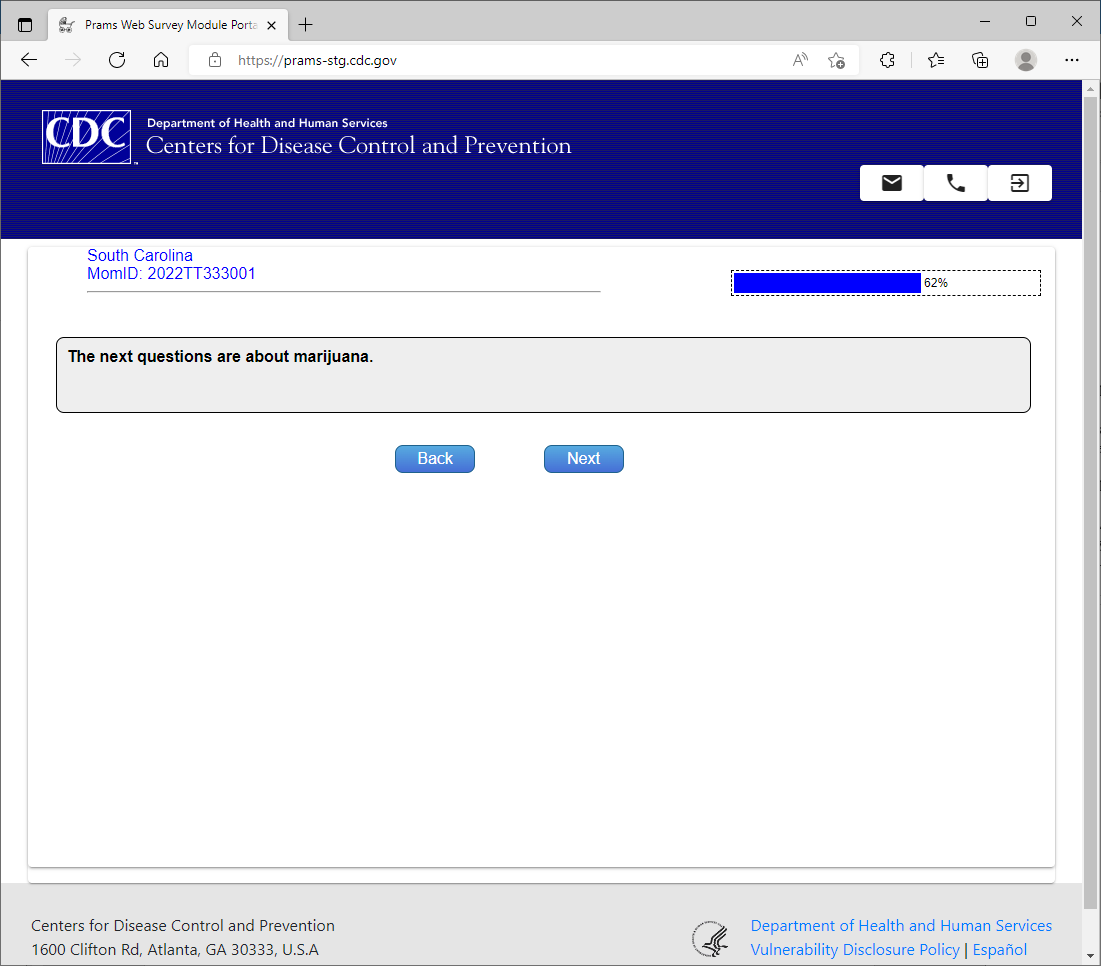 Prams Web Survey Module Porta
https://prams-stg.cdc.gov
CDC
Department of Health and Human Services
Centers for Disease Control and Prevention
South Carolina
MomID: 2022TT333001
62%
The next questions are about marijuana.
Back
Next
Centers for Disease Control and Prevention
1600 Clifton Rd, Atlanta, GA 30333, U.S.A
Department of Health and Human Services
Vulnerability Disclosure Policy | Español